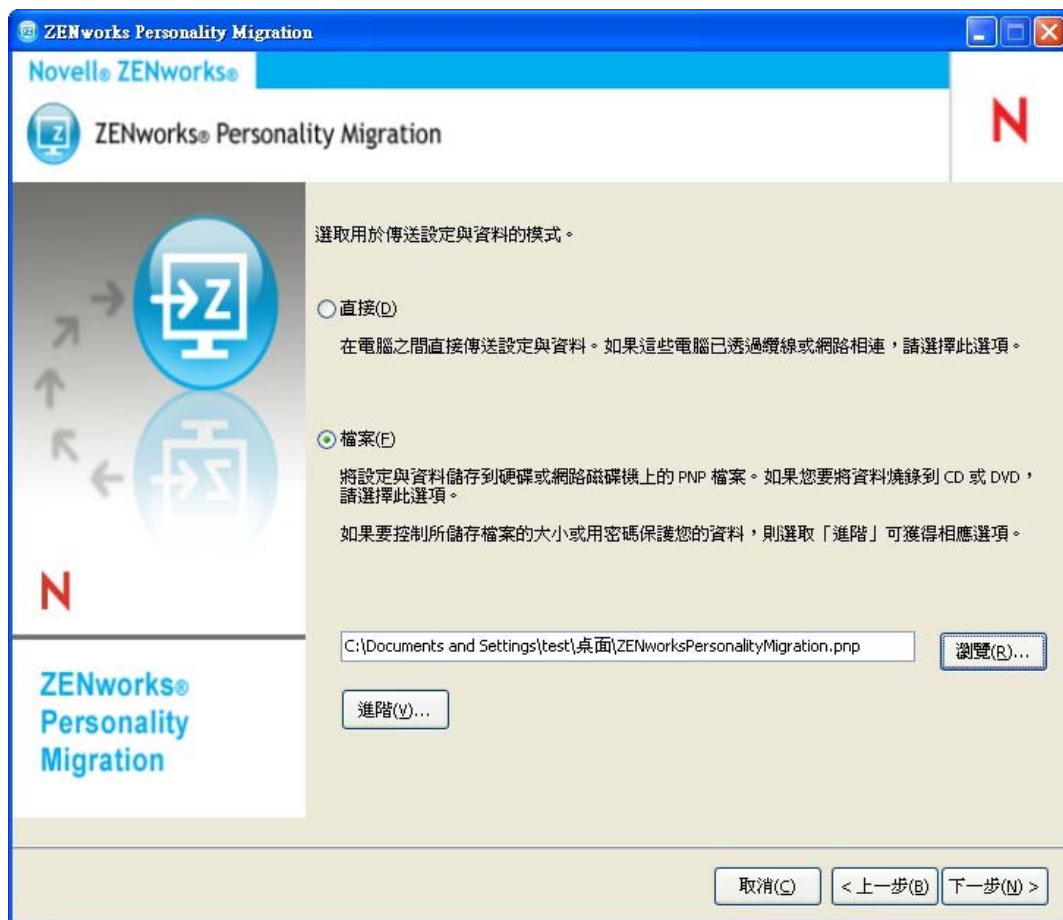 ZENworks Personality Migration
Novell® ZENworks®
ZENworks® Personality Migration
N
Z
選取用於傳送設定與資料的模式。
直接(D)
在電腦之間直接傳送設定與資料。如果這些電腦已透過纜線或網路相連，請選擇此選項。
檔案(F)
將設定與資料儲存到硬碟或網路磁碟機上的 PNP 檔案。如果您要將資料燒錄到 CD 或 DVD，
請選擇此選項。
如果要控制所儲存檔案的大小或用密碼保護您的資料，則選取「進階」可獲得相應選項。
N
C:\Documents and Settings\test\桌面\ZENworksPersonalityMigration.pnp
瀏覽(R)...
進階(V)...
ZENworks®
Personality
Migration
取消(C)
< 上一步(B)
下一步(N) >